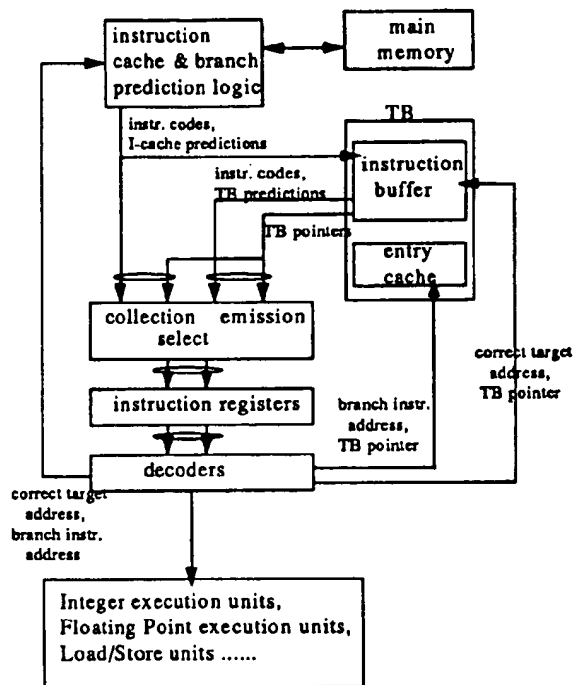 instruction
cache & branch
prediction logic
main
memory
TB
instr. codes,
I-cache predictions
instruction
buffer
instr. codes,
TB predictions
TB pointers
entry
cache
collection emission
select
correct target
address,
TB pointer
instruction registers
branch instr.
address,
TB pointer
decoders
correct target
address,
branch instr.
address
Integer execution units,
Floating Point execution units,
Load/Store units ......